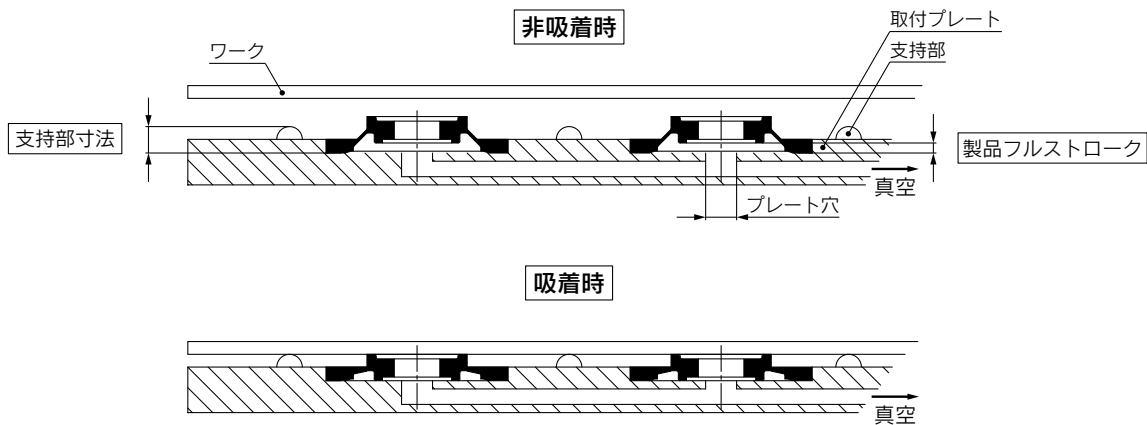 非吸着時
取付プレート
ワーク
支持部
支持部寸法
製品フルストローク
真空
プレート穴
吸着時
真空